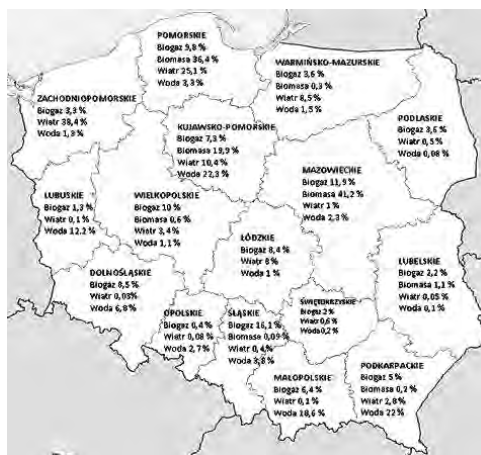 POMORSKIE
Biogaz 9,8 %
Biomasa 36,4 %
Wiatr 25,1 %
Woda 3,3 %
WARMIŃSKO-MAZURSKIE
Biogaz 3,6 %
Biomasa 0,3 %
Wiatr 8,5 %
Woda 1,5 %
ZACHODNIOPOMORSKIE
Biogaz 3,3 %
Wiatr 38,4 %
Woda 1,3 %
PODLASKIE
Biogaz 3,6 %
Wiatr 0,5 %
Woda 0,08 %
KUJAWSKO-POMORSKIE
Biogaz 7,3 %
Biomasa 19,9 %
Wiatr 10,4 %
Woda 22,3 %
MAZOWIECKIE
Biogaz 11,9 %
Biomasa 41,2 %
Wiatr 1 %
Woda 2,3 %
LUBUSKIE
Biogaz 1,3 %
Wiatr 0,1 %
Woda 12,2 %
WIELKOPOLSKIE
Biogaz 10 %
Biomasa 0,6 %
Wiatr 3,4 %
Woda 1,1 %
ŁÓDZKIE
Biogaz 8,4 %
Wiatr 8 %
Woda 1 %
LUBELSKIE
Biogaz 2,2 %
Biomasa 1,1 %
Wiatr 0,05 %
Woda 0,1 %
DOLNOŚLĄSKIE
Biogaz 8,5 %
Wiatr 0,03%
Woda 6,8 %
OPOLSKIE
Biogaz 0,4 %
Wiatr 0,08 %
Woda 2,7 %
ŚLĄSKIE
Biogaz 16,1 %
Biomasa 0,09 %
Wiatr 0,4%
Woda 3,8 %
ŚWIĘTOKRZYSKIE
Biogaz 2%
Wiatr 0,6 %
Woda 0,2%
MAŁOPOLSKIE
Biogaz 6,4 %
Wiatr 0,1 %
Woda 18,6 %
PODKARPACKIE
Biogaz 5 %
Biomasa 0,2 %
Wiatr 2,8 %
Woda 22 %